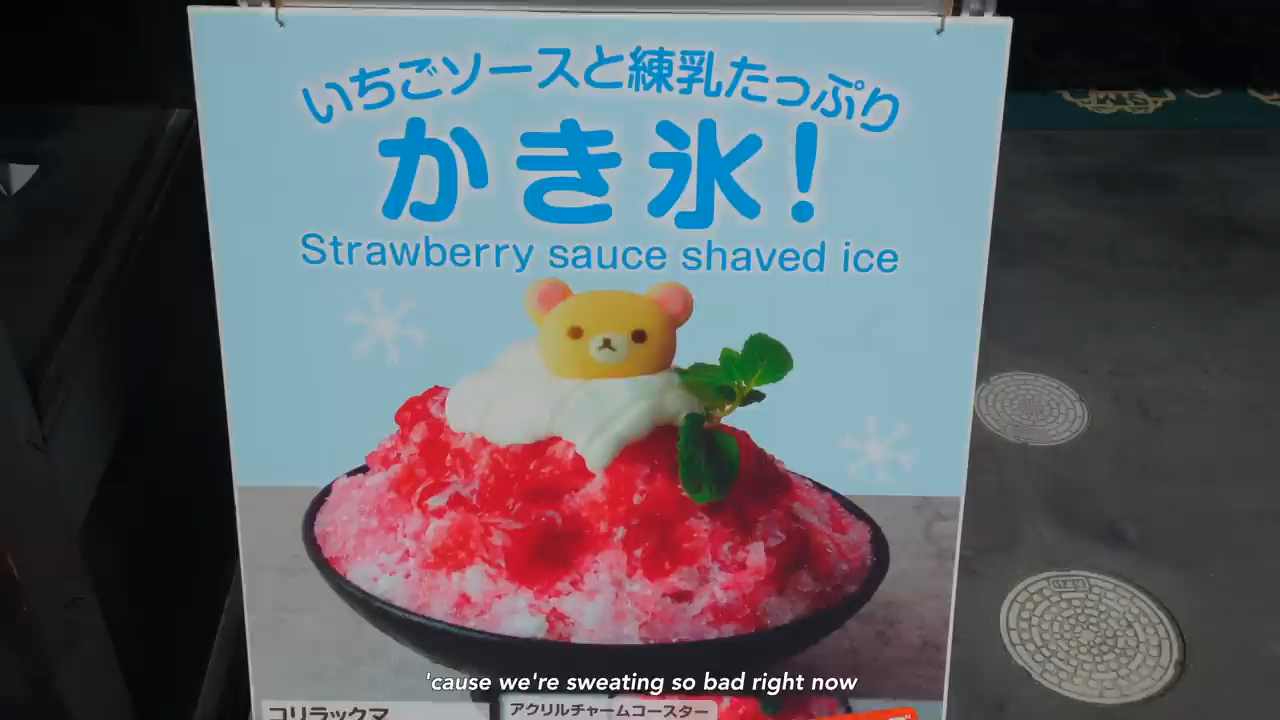 いちごソースと練乳たっぷり
かき氷!
Strawberry sauce shaved ice
'cause we're sweating so bad right now
コリラックマ
アクリルチャームコースター